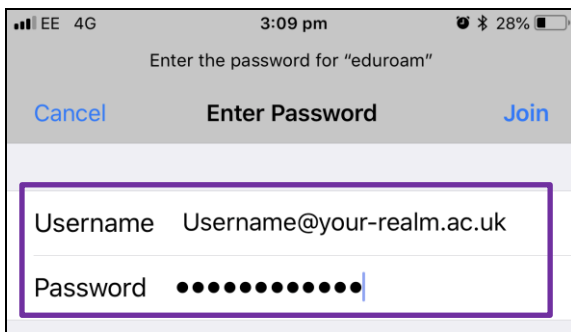 EE 4G 3:09 pm 28%
Enter the password for “eduroam”
Cancel Enter Password Join
Username Username@your-realm.ac.uk
Password ●●●●●●●●●●●●